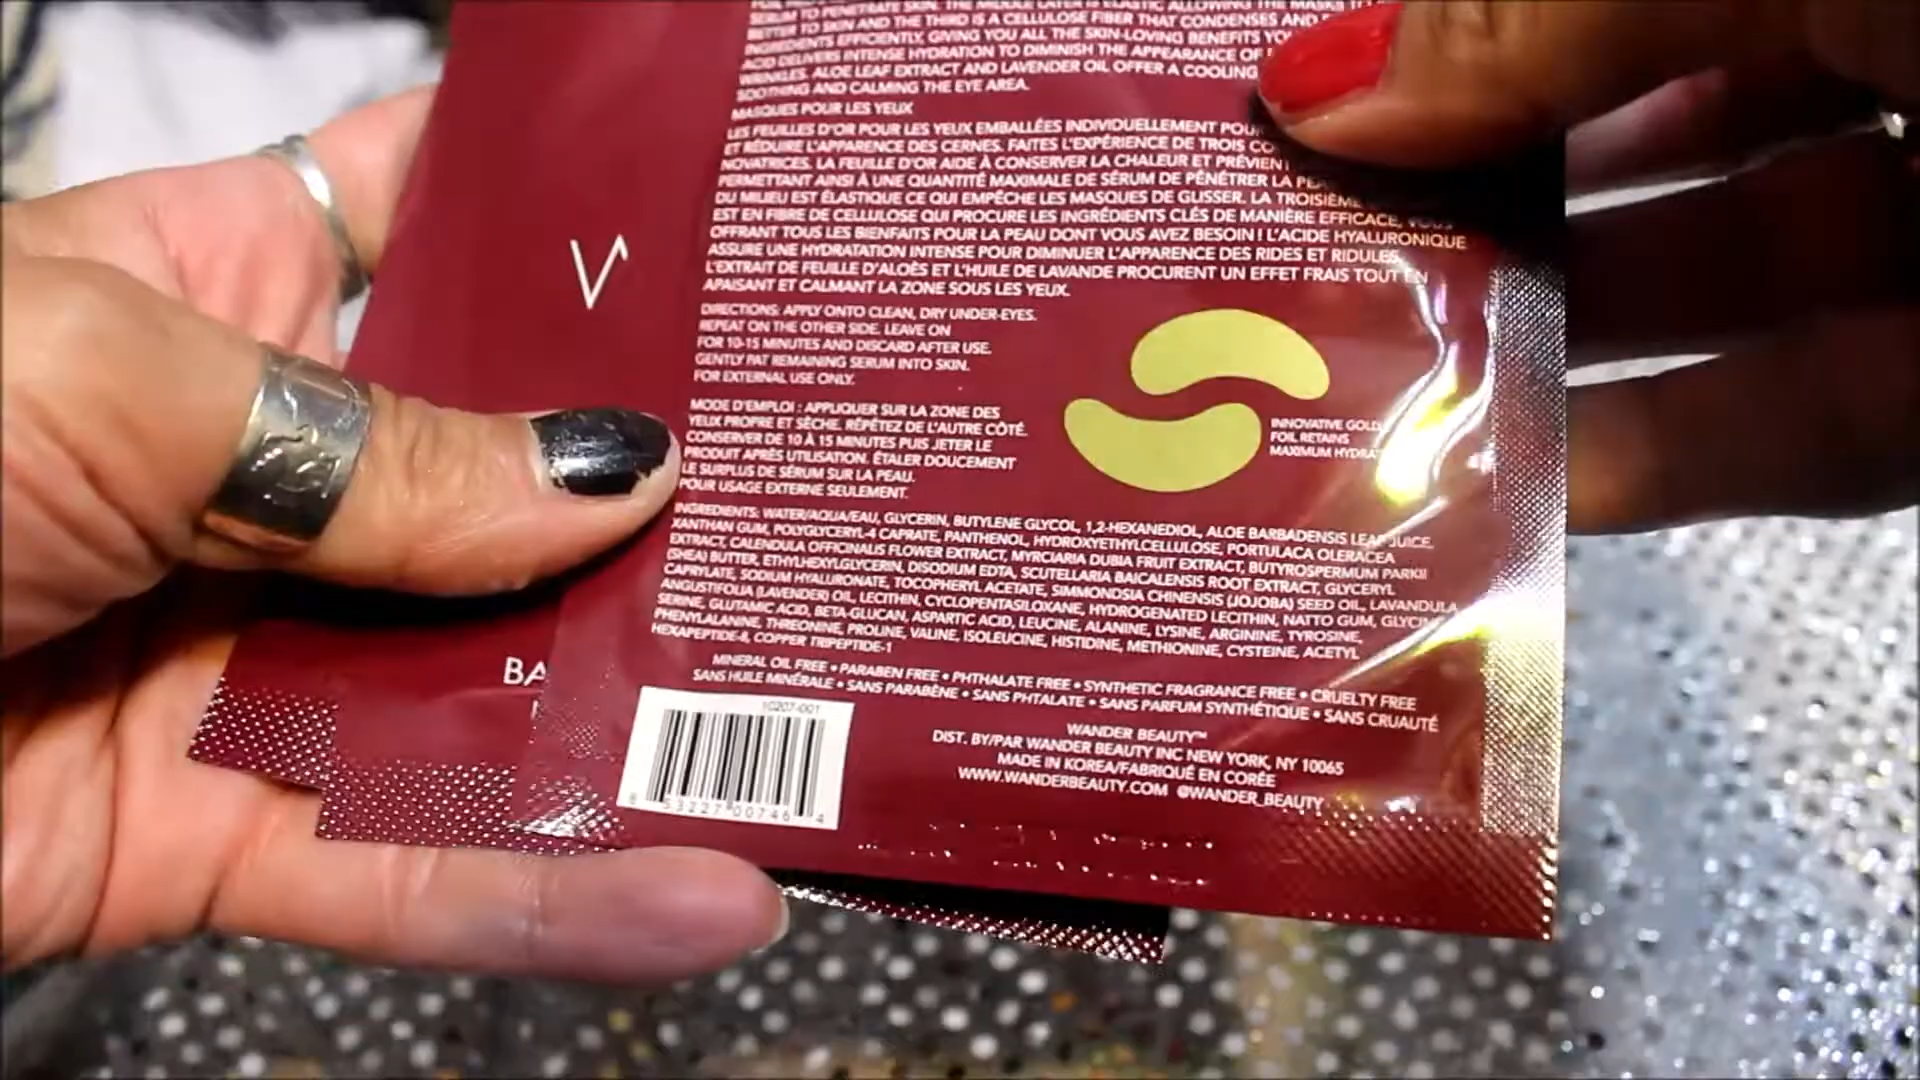 SERUM TO PENETRATE SKIN. THE MIDDLE LAYER IS ELASTIC ALLOWING THE MASKS
BETTER TO SKIN AND THE THIRD IS A CELLULOSE FIBER THAT CONDENSES AND
INGREDIENTS EFFICIENTLY, GIVING YOU ALL THE SKIN-LOVING BENEFITS
ACID DELIVERS INTENSE HYDRATION TO DIMINISH THE APPEARANCE OF
WRINKLES. ALOE LEAF EXTRACT AND LAVENDER OIL OFFER A COOLING
SOOTHING AND CALMING THE EYE AREA.
MASQUES POUR LES YEUX
LES FEUILLES D'OR POUR LES YEUX EMBALLÉES INDIVIDUELLEMENT
ET RÉDUIRE L'APPARENCE DES CERNES. FAITES L'EXPÉRIENCE DE TROIS
NOVATRICES. LA FEUILLE D'OR AIDE À CONSERVER LA CHALEUR ET PRÉVIENT
PERMETTANT AINSI À UNE QUANTITÉ MAXIMALE DE SÉRUM DE PÉNÉTRER LA
DU MILIEU EST ÉLASTIQUE CE QUI EMPÊCHE LES MASQUES DE GLISSER. LA TROISIÈME
EST EN FIBRE DE CELLULOSE QUI PROCURE LES INGRÉDIENTS CLÉS DE MANIÈRE EFFICACE, VOUS
OFFRANT TOUS LES BIENFAITS POUR LA PEAU DONT VOUS AVEZ BESOIN ! L'ACIDE HYALURONIQUE
ASSURE UNE HYDRATATION INTENSE POUR DIMINUER L'APPARENCE DES RIDES ET RIDULES.
L'EXTRAIT DE FEUILLE D'ALOÈS ET L'HUILE DE LAVANDE PROCURENT UN EFFET FRAIS TOUT EN
APAISANT ET CALMANT LA ZONE SOUS LES YEUX.
DIRECTIONS: APPLY ONTO CLEAN, DRY UNDER-EYES.
REPEAT ON THE OTHER SIDE. LEAVE ON
FOR 10-15 MINUTES AND DISCARD AFTER USE.
GENTLY PAT REMAINING SERUM INTO SKIN.
FOR EXTERNAL USE ONLY.
MODE D'EMPLOI : APPLIQUER SUR LA ZONE DES
YEUX PROPRE ET SÈCHE. RÉPÉTEZ DE L'AUTRE CÔTÉ.
CONSERVER DE 10 À 15 MINUTES PUIS JETER LE
PRODUIT APRÈS UTILISATION. ÉTALER DOUCEMENT
LE SURPLUS DE SÉRUM SUR LA PEAU.
POUR USAGE EXTERNE SEULEMENT.
INNOVATIVE GOLD
FOIL RETAINS
MAXIMUM
INGREDIENTS: WATER/AQUA/EAU, GLYCERIN, BUTYLENE GLYCOL, 1,2-HEXANEDIOL, ALOE BARBADENSIS LEAF JUICE,
XANTHAN GUM, POLYGLYCERYL-4 CAPRATE, PANTHENOL, HYDROXYETHYLCELLULOSE, PORTULACA OLERACEA
EXTRACT, CALENDULA OFFICINALIS FLOWER EXTRACT, MYRCIARIA DUBIA FRUIT EXTRACT, BUTYROSPERMUM PARKII
(SHEA) BUTTER, ETHYLHEXYLGLYCERIN, DISODIUM EDTA, SCUTELLARIA BAICALENSIS ROOT EXTRACT, GLYCERYL
CAPRYLATE, SODIUM HYALURONATE, TOCOPHERYL ACETATE, SIMMONDSIA CHINENSIS (JOJOBA) SEED OIL, LAVANDULA
ANGUSTIFOLIA (LAVENDER) OIL, LECITHIN, CYCLOPENTASILOXANE, HYDROGENATED LECITHIN, NATTO GUM, GLYCINE,
SERINE, GLUTAMIC ACID, BETA-GLUCAN, ASPARTIC ACID, LEUCINE, ALANINE, LYSINE, ARGININE, TYROSINE,
PHENYLALANINE, THREONINE, PROLINE, VALINE, ISOLEUCINE, HISTIDINE, METHIONINE, CYSTEINE, ACETYL
HEXAPEPTIDE-8, COPPER TRIPEPTIDE-1
MINERAL OIL FREE • PARABEN FREE • PHTHALATE FREE • SYNTHETIC FRAGRANCE FREE • CRUELTY FREE
SANS HUILE MINÉRALE • SANS PARABÈNE • SANS PHTALATE • SANS PARFUM SYNTHÉTIQUE • SANS CRUAUTÉ
BA
10207-001
8 53227 00746 4
WANDER BEAUTY™
DIST. BY/PAR WANDER BEAUTY INC NEW YORK, NY 10065
MADE IN KOREA/FABRIQUÉ EN CORÉE
WWW.WANDERBEAUTY.COM @WANDER_BEAUTY